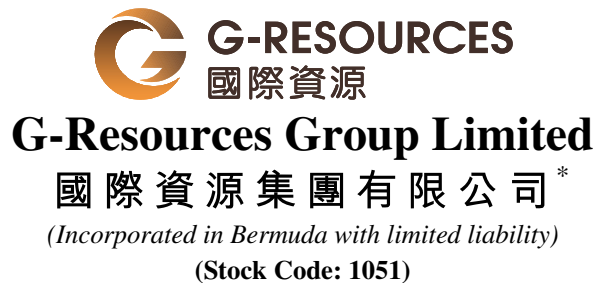 G-RESOURCES
國際資源
G-Resources Group Limited
國際資源集團有限公司*
(Incorporated in Bermuda with limited liability)
(Stock Code: 1051)